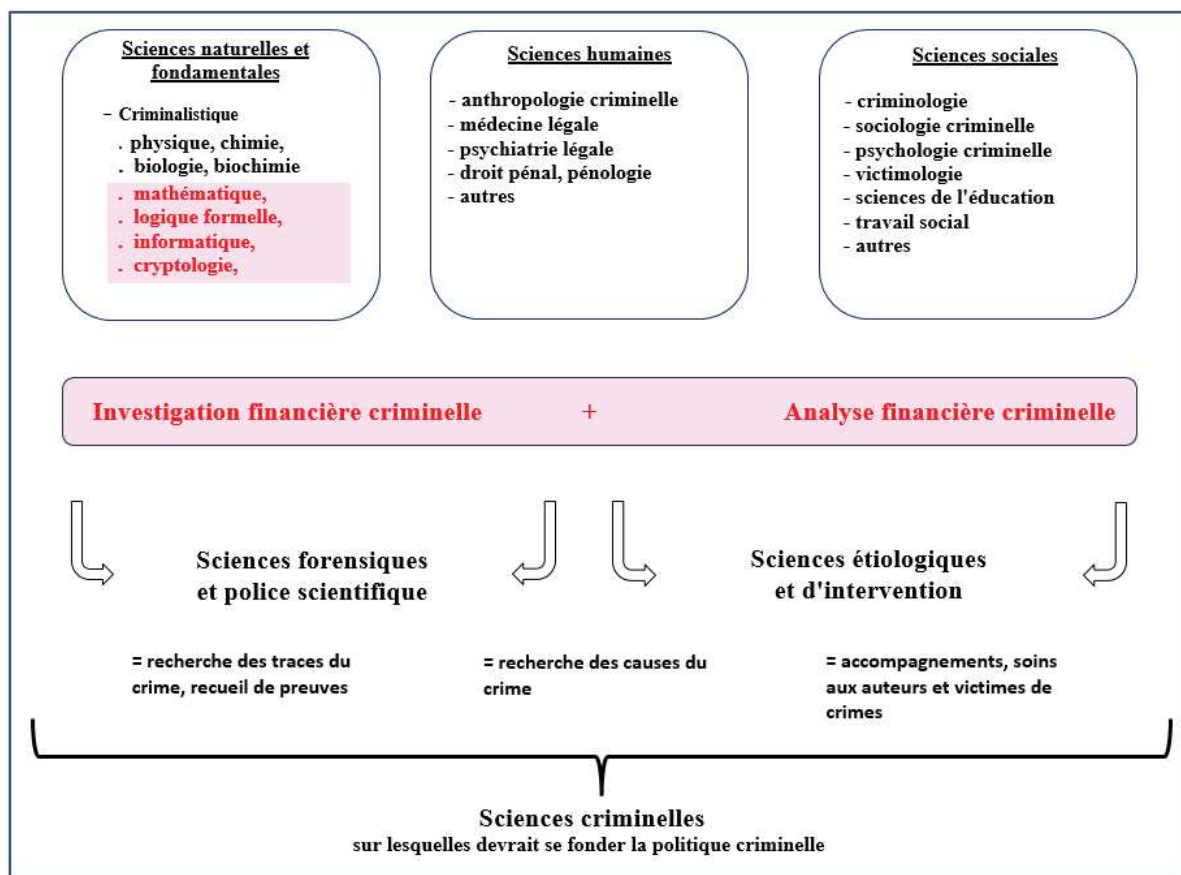 Sciences naturelles et
fondamentales
- Criminalistique
. physique, chimie,
. biologie, biochimie
. mathématique,
. logique formelle,
. informatique,
. cryptologie,
Sciences humaines
- anthropologie criminelle
- médecine légale
- psychiatrie légale
- droit pénal, pénologie
- autres
Sciences sociales
- criminologie
- sociologie criminelle
- psychologie criminelle
- victimologie
- sciences de l'éducation
- travail social
- autres
Investigation financière criminelle + Analyse financière criminelle
Sciences forensiques
et police scientifique
Sciences étiologiques
et d'intervention
= recherche des traces du
crime, recueil de preuves
= recherche des causes du
crime
= accompagnements, soins
aux auteurs et victimes de
crimes
Sciences criminelles
sur lesquelles devrait se fonder la politique criminelle